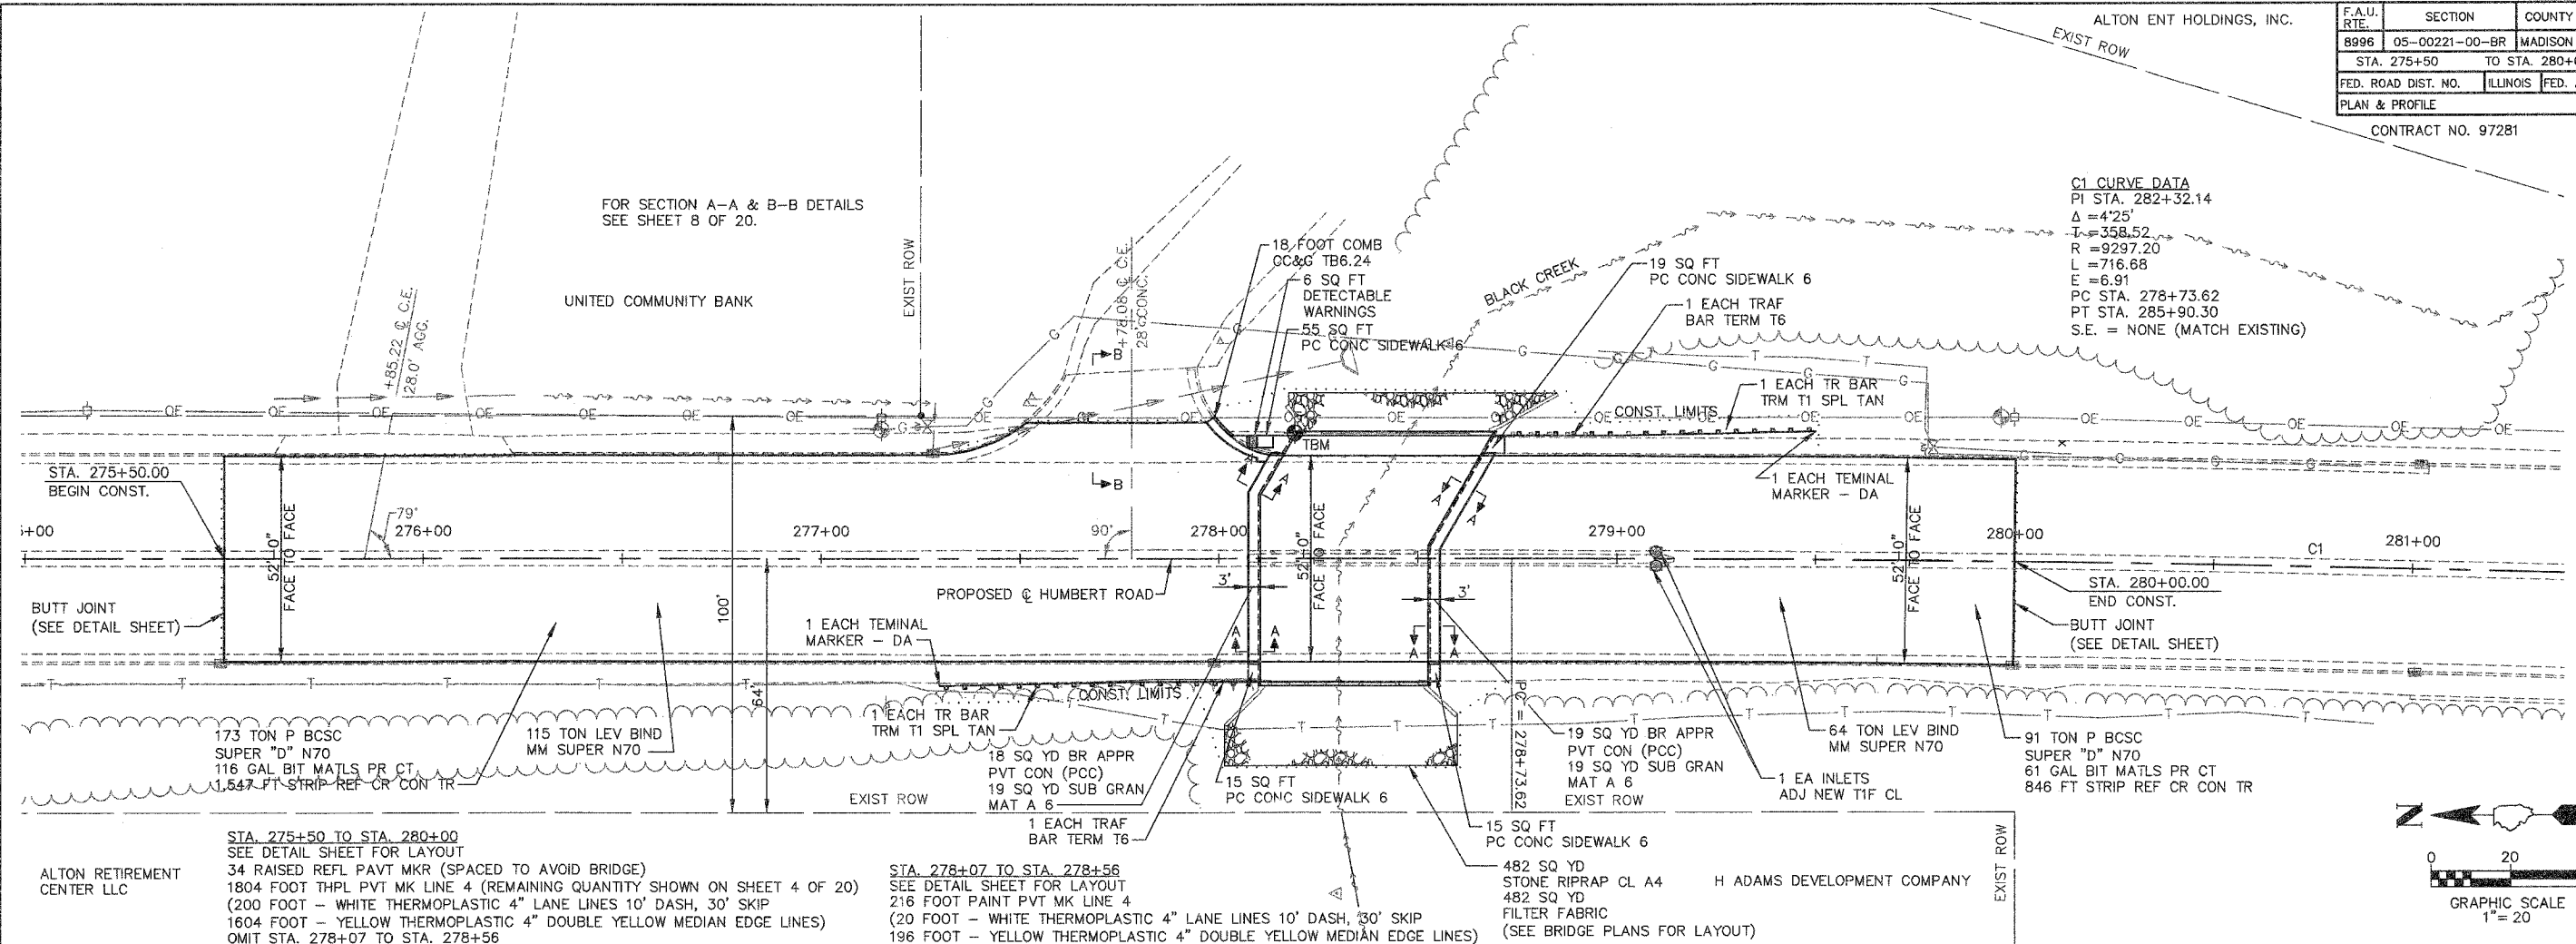 ALTON ENT HOLDINGS, INC.
EXIST ROW
F.A.U. RTE.
SECTION
COUNTY
8996
05-00221-00-BR
MADISON
STA. 275+50
TO STA. 280+
FED. ROAD DIST. NO.
ILLINOIS
FED.
PLAN & PROFILE
CONTRACT NO. 97281
C1 CURVE DATA
PI STA. 282+32.14
Δ =4°25'
T =358.52
R =9297.20
L =716.68
E =6.91
PC STA. 278+73.62
PT STA. 285+90.30
S.E. = NONE (MATCH EXISTING)
FOR SECTION A-A & B-B DETAILS
SEE SHEET 8 OF 20.
UNITED COMMUNITY BANK
EXIST ROW
+85.22 ℄ C.E.
28.0' AGG.
+78.08 ℄ C.E.
28' CONC.
18 FOOT COMB
CC&G TB6.24
6 SQ FT
DETECTABLE
WARNINGS
55 SQ FT
PC CONC SIDEWALK 6
BLACK CREEK
19 SQ FT
PC CONC SIDEWALK 6
1 EACH TRAF
BAR TERM T6
1 EACH TR BAR
TRM T1 SPL TAN
CONST. LIMITS
1 EACH TEMINAL
MARKER - DA
TBM
B
B
A
A
A
A
STA. 275+50.00
BEGIN CONST.
52'-0"
FACE TO FACE
79°
276+00
277+00
90°
278+00
52'-0"
FACE TO FACE
279+00
52'-0"
FACE TO FACE
280+00
C1
281+00
STA. 280+00.00
END CONST.
BUTT JOINT
(SEE DETAIL SHEET)
BUTT JOINT
(SEE DETAIL SHEET)
100'
64'
PROPOSED ℄ HUMBERT ROAD
3'
3'
A
A
A
A
1 EACH TEMINAL
MARKER - DA
CONST. LIMITS
1 EACH TR BAR
TRM T1 SPL TAN
173 TON P BCSC
SUPER "D" N70
116 GAL BIT MATLS PR CT
1,547 FT STRIP REF CR CON TR
115 TON LEV BIND
MM SUPER N70
18 SQ YD BR APPR
PVT CON (PCC)
19 SQ YD SUB GRAN
MAT A 6
1 EACH TRAF
BAR TERM T6
15 SQ FT
PC CONC SIDEWALK 6
PC = 278+73.62
19 SQ YD BR APPR
PVT CON (PCC)
19 SQ YD SUB GRAN
MAT A 6
EXIST ROW
1 EA INLETS
ADJ NEW T1F CL
64 TON LEV BIND
MM SUPER N70
91 TON P BCSC
SUPER "D" N70
61 GAL BIT MATLS PR CT
846 FT STRIP REF CR CON TR
EXIST ROW
15 SQ FT
PC CONC SIDEWALK 6
482 SQ YD
STONE RIPRAP CL A4
482 SQ YD
FILTER FABRIC
(SEE BRIDGE PLANS FOR LAYOUT)
H ADAMS DEVELOPMENT COMPANY
EXIST ROW
ALTON RETIREMENT
CENTER LLC
STA. 275+50 TO STA. 280+00
SEE DETAIL SHEET FOR LAYOUT
34 RAISED REFL PAVT MKR (SPACED TO AVOID BRIDGE)
1804 FOOT THPL PVT MK LINE 4 (REMAINING QUANTITY SHOWN ON SHEET 4 OF 20)
(200 FOOT - WHITE THERMOPLASTIC 4" LANE LINES 10' DASH, 30' SKIP
1604 FOOT - YELLOW THERMOPLASTIC 4" DOUBLE YELLOW MEDIAN EDGE LINES)
OMIT STA. 278+07 TO STA. 278+56
STA. 278+07 TO STA. 278+56
SEE DETAIL SHEET FOR LAYOUT
216 FOOT PAINT PVT MK LINE 4
(20 FOOT - WHITE THERMOPLASTIC 4" LANE LINES 10' DASH, 30' SKIP
196 FOOT - YELLOW THERMOPLASTIC 4" DOUBLE YELLOW MEDIAN EDGE LINES)
N
0 20
GRAPHIC SCALE
1"= 20